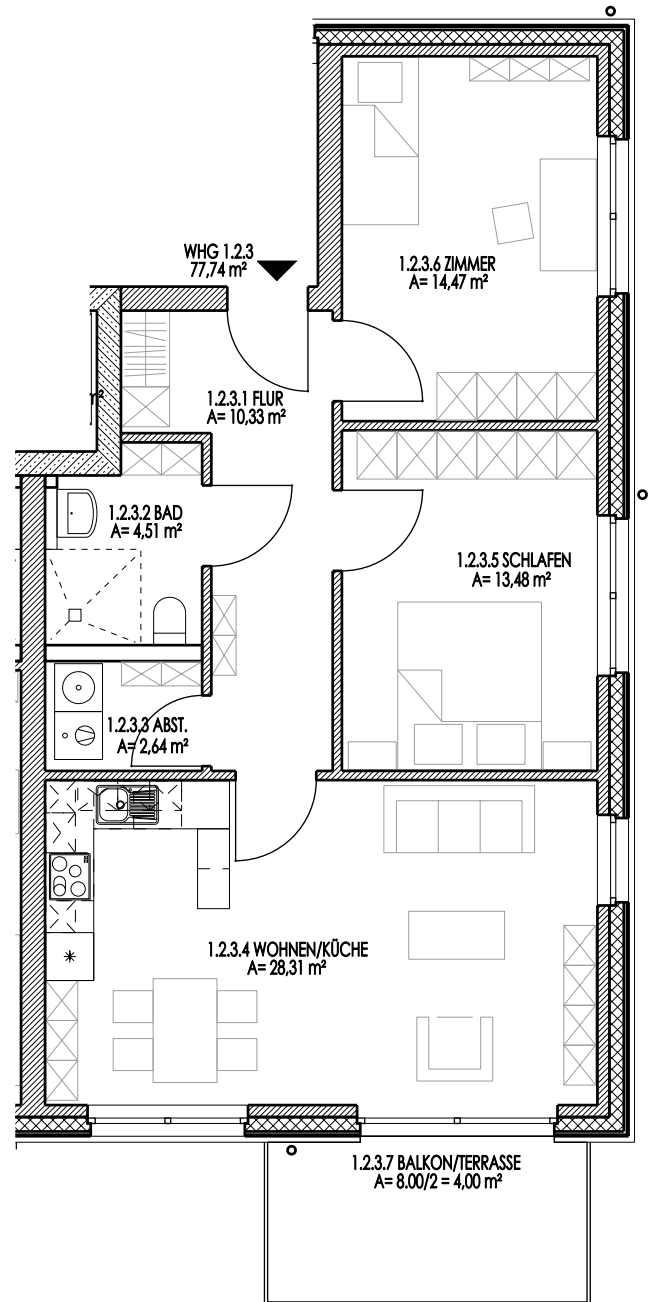 WHG 1.2.3
77,74 m²
1.2.3.6 ZIMMER
A= 14,47 m²
1.2.3.1 FLUR
A= 10,33 m²
1.2.3.2 BAD
A= 4,51 m²
1.2.3.5 SCHLAFEN
A= 13,48 m²
1.2.3.3 ABST.
A= 2,64 m²
1.2.3.4 WOHNEN/KÜCHE
A= 28,31 m²
1.2.3.7 BALKON/TERRASSE
A= 8.00/2 = 4,00 m²